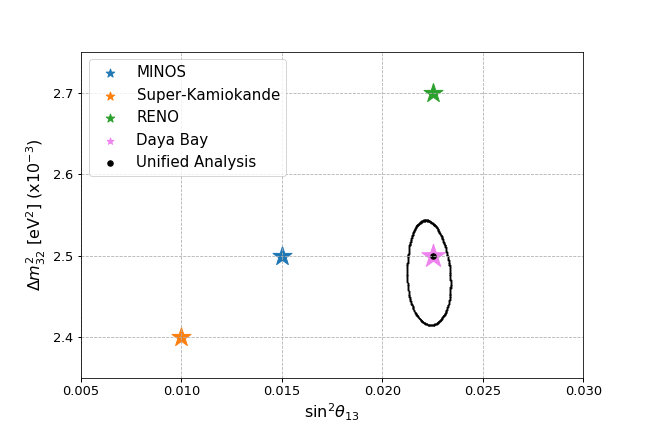 MINOS
Super-Kamiokande
RENO
Daya Bay
Unified Analysis
Δm²₃₂ [eV²] (x10⁻³)
2.7
2.6
2.5
2.4
0.005 0.010 0.015 0.020 0.025 0.030
sin²θ₁₃